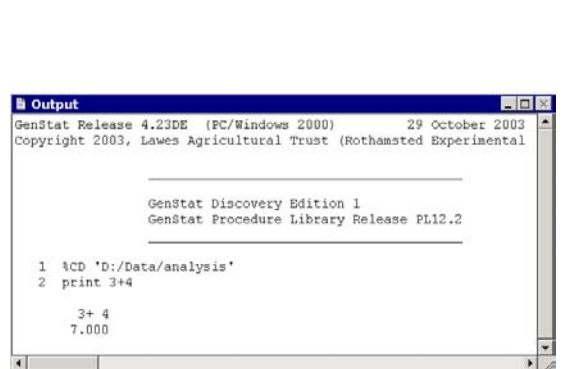 Output
GenStat Release 4.23DE (PC/Windows 2000) 29 October 2003
Copyright 2003, Lawes Agricultural Trust (Rothamsted Experimental
GenStat Discovery Edition 1
GenStat Procedure Library Release PL12.2
1 %CD 'D:/Data/analysis'
2 print 3+4
3+ 4
7.000